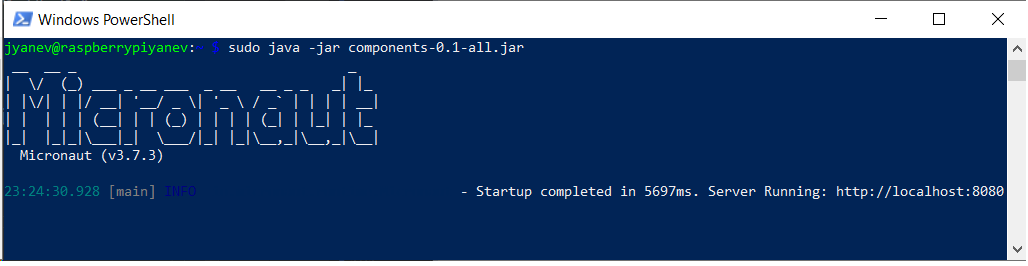 Windows PowerShell
jyanev@raspberrypiyanev:~ $ sudo java -jar components-0.1-all.jar
Micronaut
Micronaut (v3.7.3)
23:24:30.928 [main] INFO - Startup completed in 5697ms. Server Running: http://localhost:8080